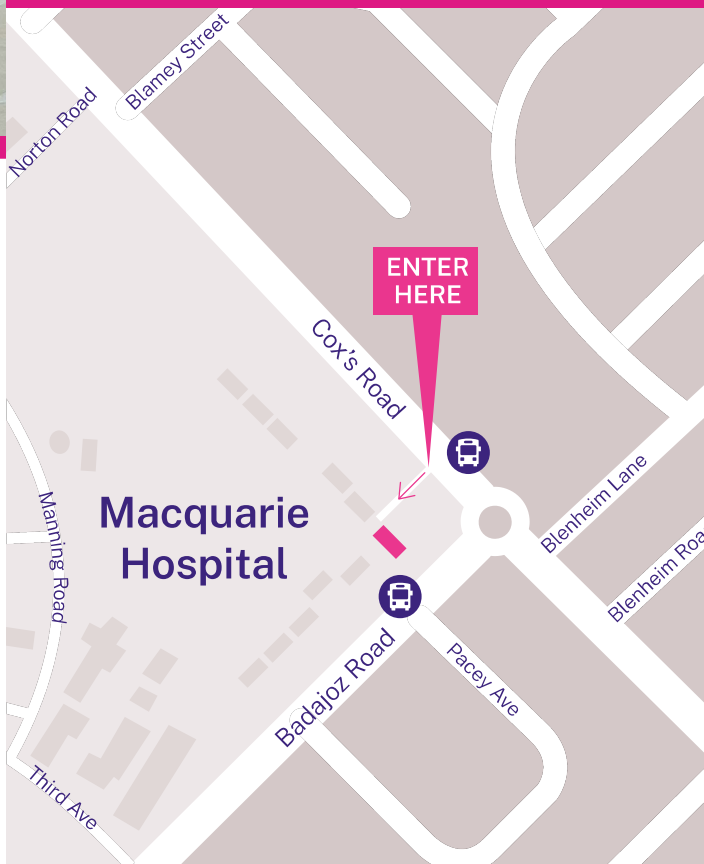 Blamey Street
Norton Road
ENTER
HERE
Cox's Road
Macquarie
Hospital
Manning Road
Blenheim Lane
Blenheim Roa
Badajoz Road
Pacey Ave
Third Ave